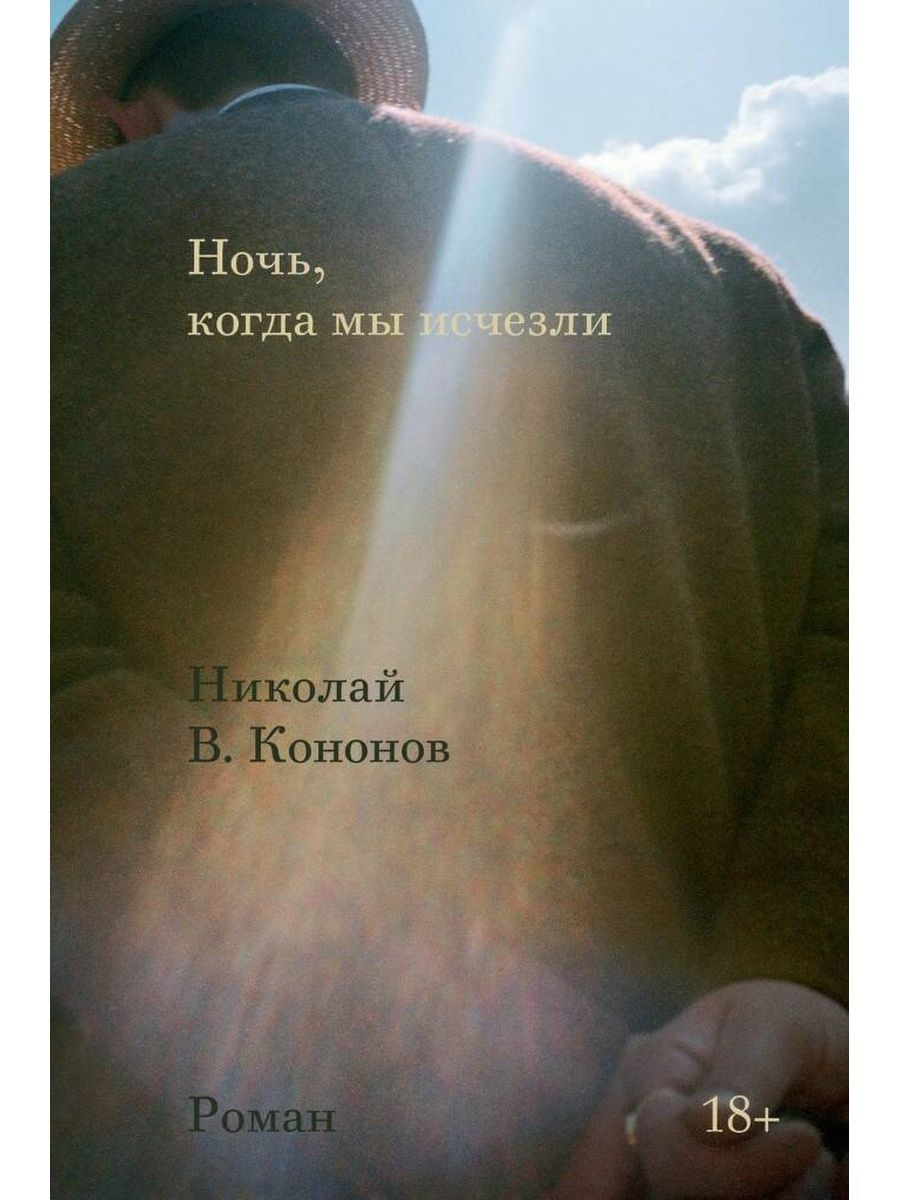 Ночь,
когда мы исчезли
Николай
В. Кононов
Роман
18+